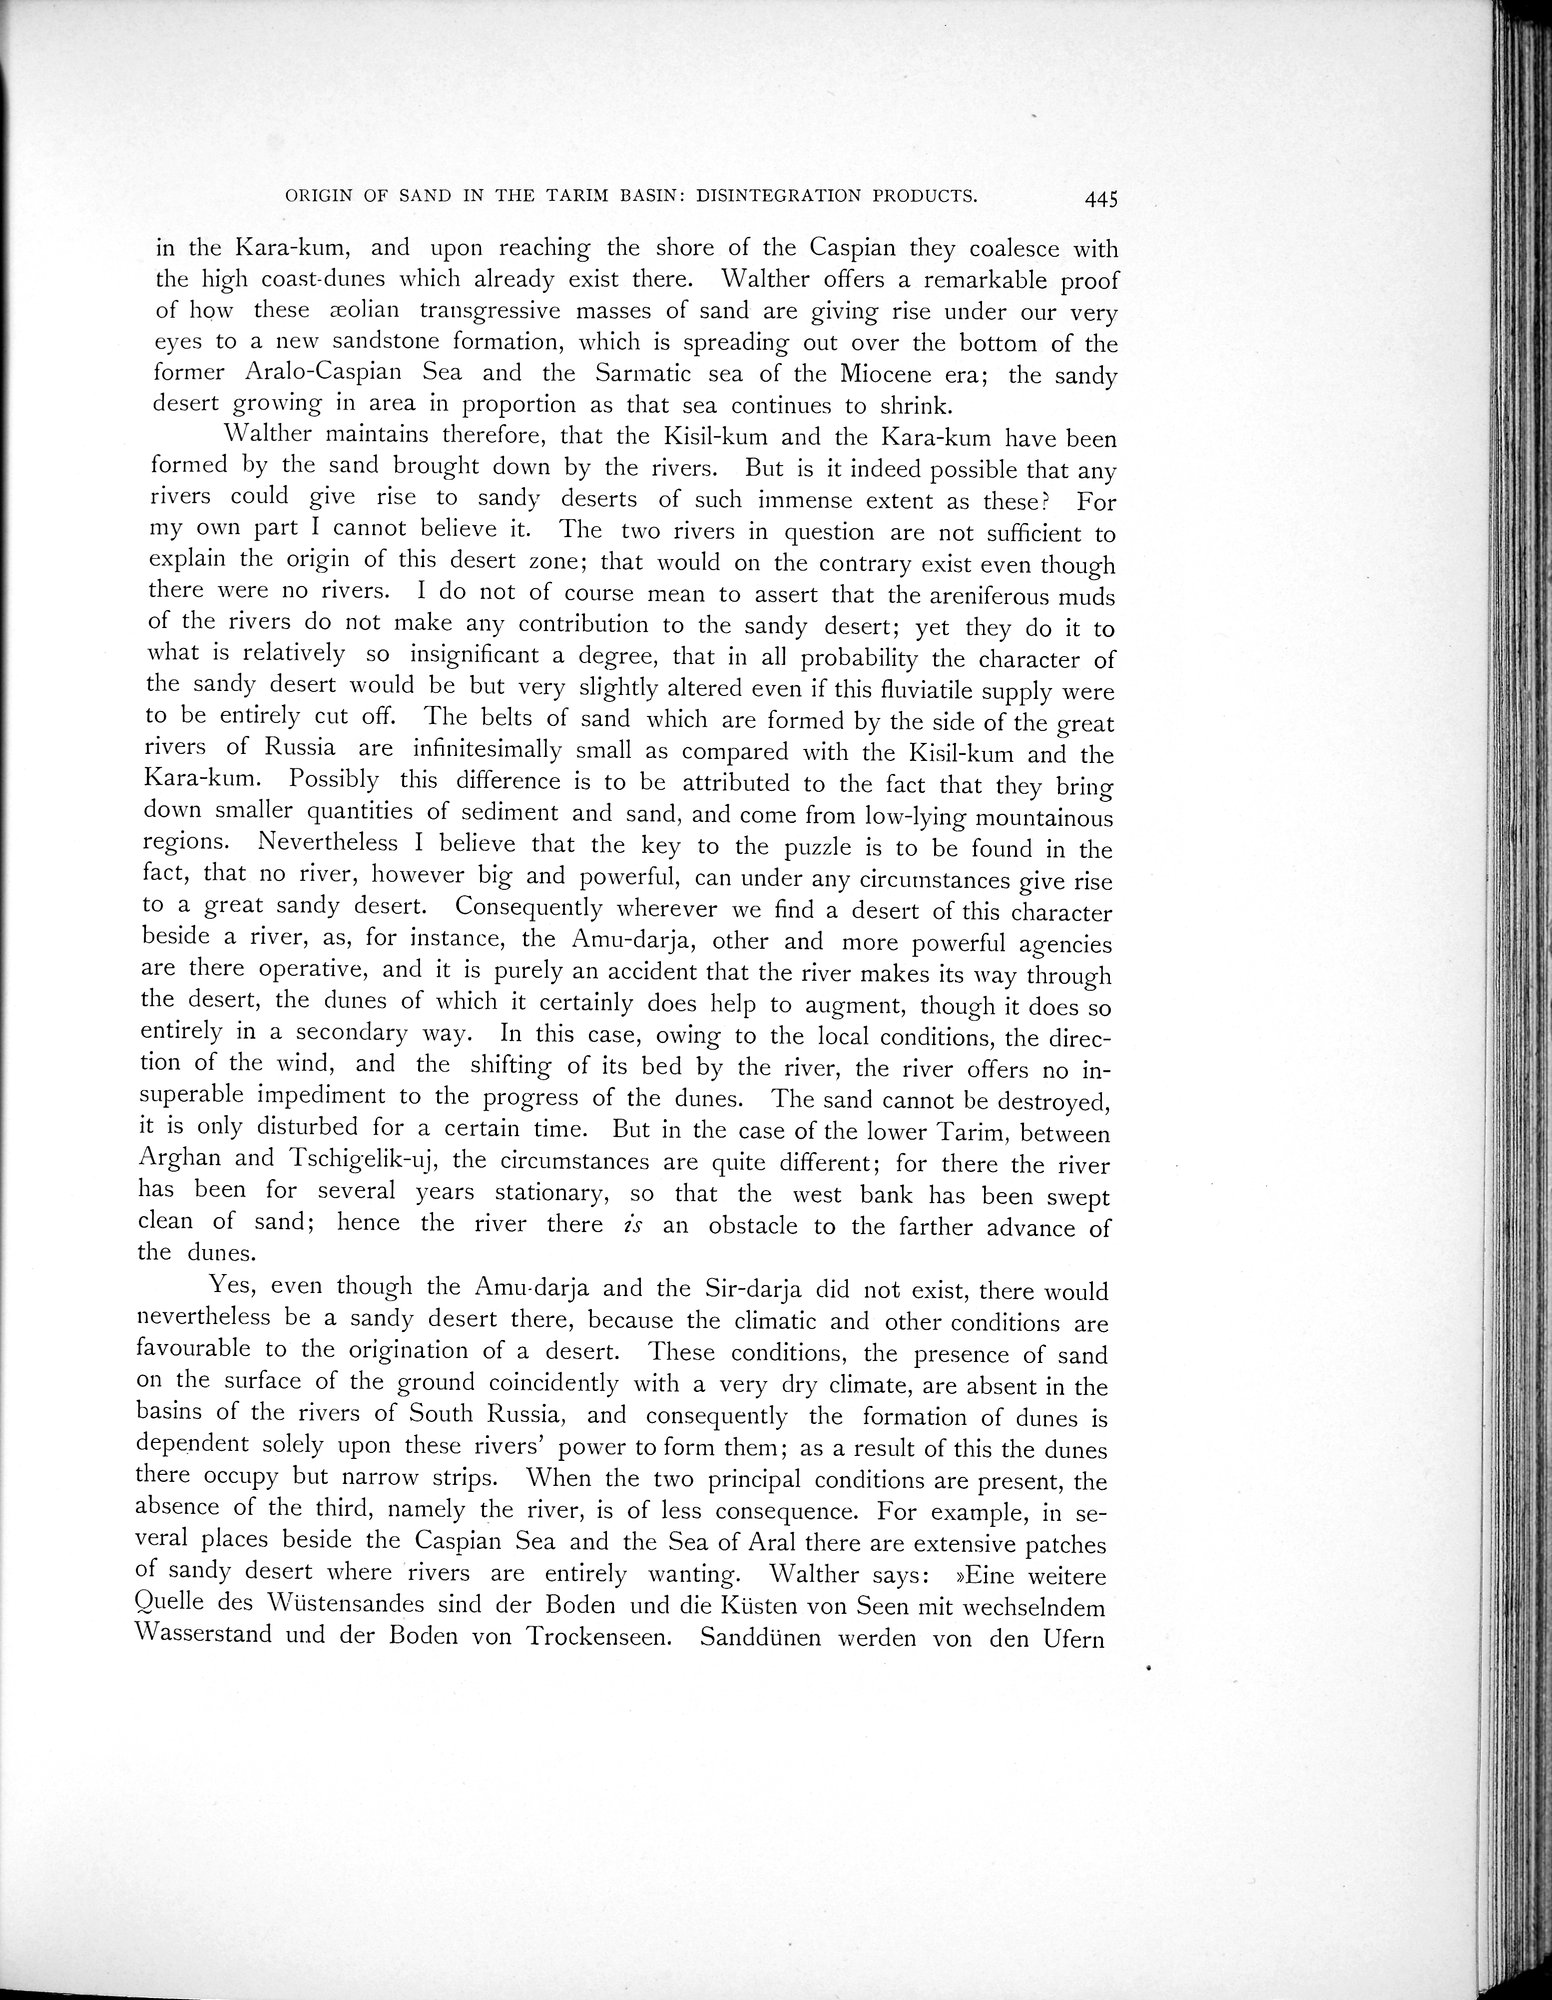 ORIGIN OF SAND IN THE TARIM BASIN: DISINTEGRATION PRODUCTS. 445
in the Kara-kum, and upon reaching the shore of the Caspian they coalesce with
the high coast-dunes which already exist there. Walther offers a remarkable proof
of how these æolian transgressive masses of sand are giving rise under our very
eyes to a new sandstone formation, which is spreading out over the bottom of the
former Aralo-Caspian Sea and the Sarmatic sea of the Miocene era; the sandy
desert growing in area in proportion as that sea continues to shrink.
Walther maintains therefore, that the Kisil-kum and the Kara-kum have been
formed by the sand brought down by the rivers. But is it indeed possible that any
rivers could give rise to sandy deserts of such immense extent as these? For
my own part I cannot believe it. The two rivers in question are not sufficient to
explain the origin of this desert zone; that would on the contrary exist even though
there were no rivers. I do not of course mean to assert that the areniferous muds
of the rivers do not make any contribution to the sandy desert; yet they do it to
what is relatively so insignificant a degree, that in all probability the character of
the sandy desert would be but very slightly altered even if this fluviatile supply were
to be entirely cut off. The belts of sand which are formed by the side of the great
rivers of Russia are infinitesimally small as compared with the Kisil-kum and the
Kara-kum. Possibly this difference is to be attributed to the fact that they bring
down smaller quantities of sediment and sand, and come from low-lying mountainous
regions. Nevertheless I believe that the key to the puzzle is to be found in the
fact, that no river, however big and powerful, can under any circumstances give rise
to a great sandy desert. Consequently wherever we find a desert of this character
beside a river, as, for instance, the Amu-darja, other and more powerful agencies
are there operative, and it is purely an accident that the river makes its way through
the desert, the dunes of which it certainly does help to augment, though it does so
entirely in a secondary way. In this case, owing to the local conditions, the direc-
tion of the wind, and the shifting of its bed by the river, the river offers no in-
superable impediment to the progress of the dunes. The sand cannot be destroyed,
it is only disturbed for a certain time. But in the case of the lower Tarim, between
Arghan and Tschigelik-uj, the circumstances are quite different; for there the river
has been for several years stationary, so that the west bank has been swept
clean of sand; hence the river there is an obstacle to the farther advance of
the dunes.
Yes, even though the Amu-darja and the Sir-darja did not exist, there would
nevertheless be a sandy desert there, because the climatic and other conditions are
favourable to the origination of a desert. These conditions, the presence of sand
on the surface of the ground coincidently with a very dry climate, are absent in the
basins of the rivers of South Russia, and consequently the formation of dunes is
dependent solely upon these rivers’ power to form them; as a result of this the dunes
there occupy but narrow strips. When the two principal conditions are present, the
absence of the third, namely the river, is of less consequence. For example, in se-
veral places beside the Caspian Sea and the Sea of Aral there are extensive patches
of sandy desert where rivers are entirely wanting. Walther says: »Eine weitere
Quelle des Wüstensandes sind der Boden und die Küsten von Seen mit wechselndem
Wasserstand und der Boden von Trockenseen. Sanddünen werden von den Ufern